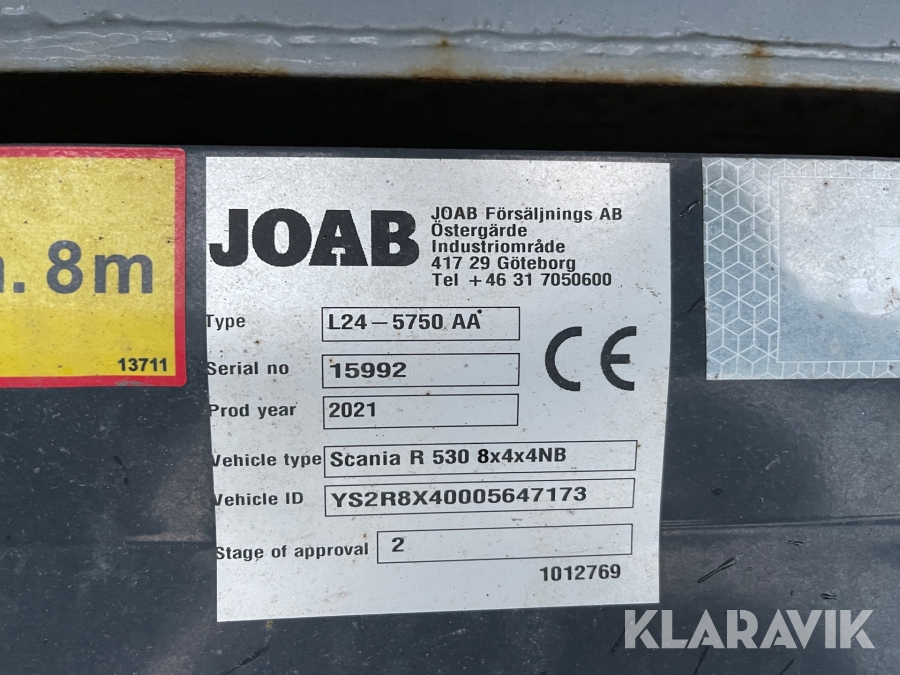 . 8m
13711
JOAB
JOAB Försäljnings AB
Östergärde
Industriområde
417 29 Göteborg
Tel +46 31 7050600
Type L24-5750 AA
Serial no 15992
Prod year 2021
CE
Vehicle type Scania R 530 8x4x4NB
Vehicle ID YS2R8X40005647173
Stage of approval 2
1012769
KLARAVIK